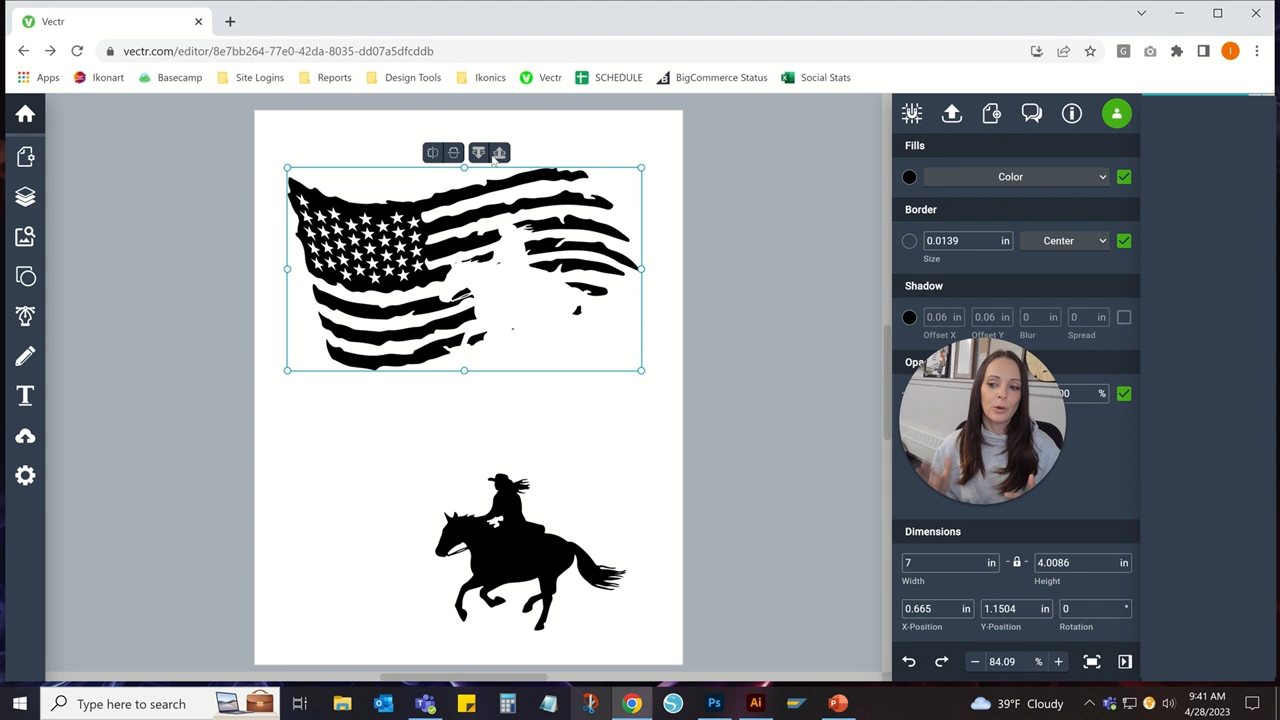 Vectr
vectr.com/editor/8e7bb264-77e0-42da-8035-dd07a5dfcddb
Apps
Ikonart
Basecamp
Site Logins
Reports
Design Tools
Ikonics
Vectr
SCHEDULE
BigCommerce Status
Social Stats
Fills
Color
Border
0.0139 in
Center
Size
Shadow
0.06 in
0.06 in
0 in
0 in
Offset X
Offset Y
Blur
Spread
%
Dimensions
7 in
4.0086 in
Width
Height
0.665 in
1.1504 in
0 °
X-Position
Y-Position
Rotation
84.09 %
Type here to search
39°F Cloudy
9:41 AM
4/28/2023